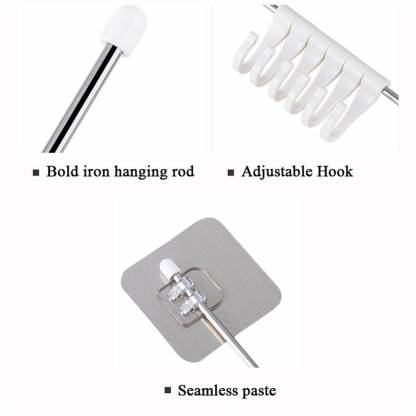 ■ Bold iron hanging rod
■ Adjustable Hook
■ Seamless paste